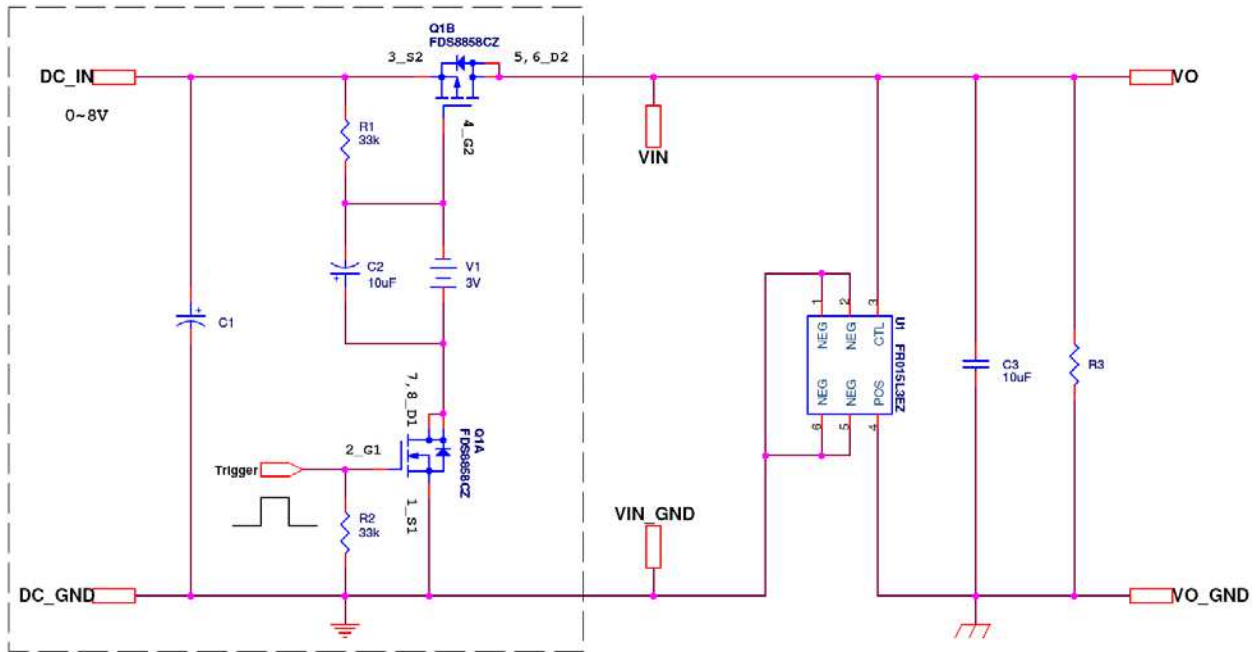 Q1B
FDS8858CZ
3_S2
5,6_D2
DC_IN
VO
0~8V
R1
33k
4_G2
VIN
C2
10uF
V1
3V
C1
1
2
3
NEG
NEG
CTL
U1
FR015L3EZ
NEG
NEG
POS
6
5
4
C3
10uF
R3
7,8_D1
Q1A
FDS8858CZ
2_G1
Trigger
1_S1
R2
33k
VIN_GND
DC_GND
VO_GND